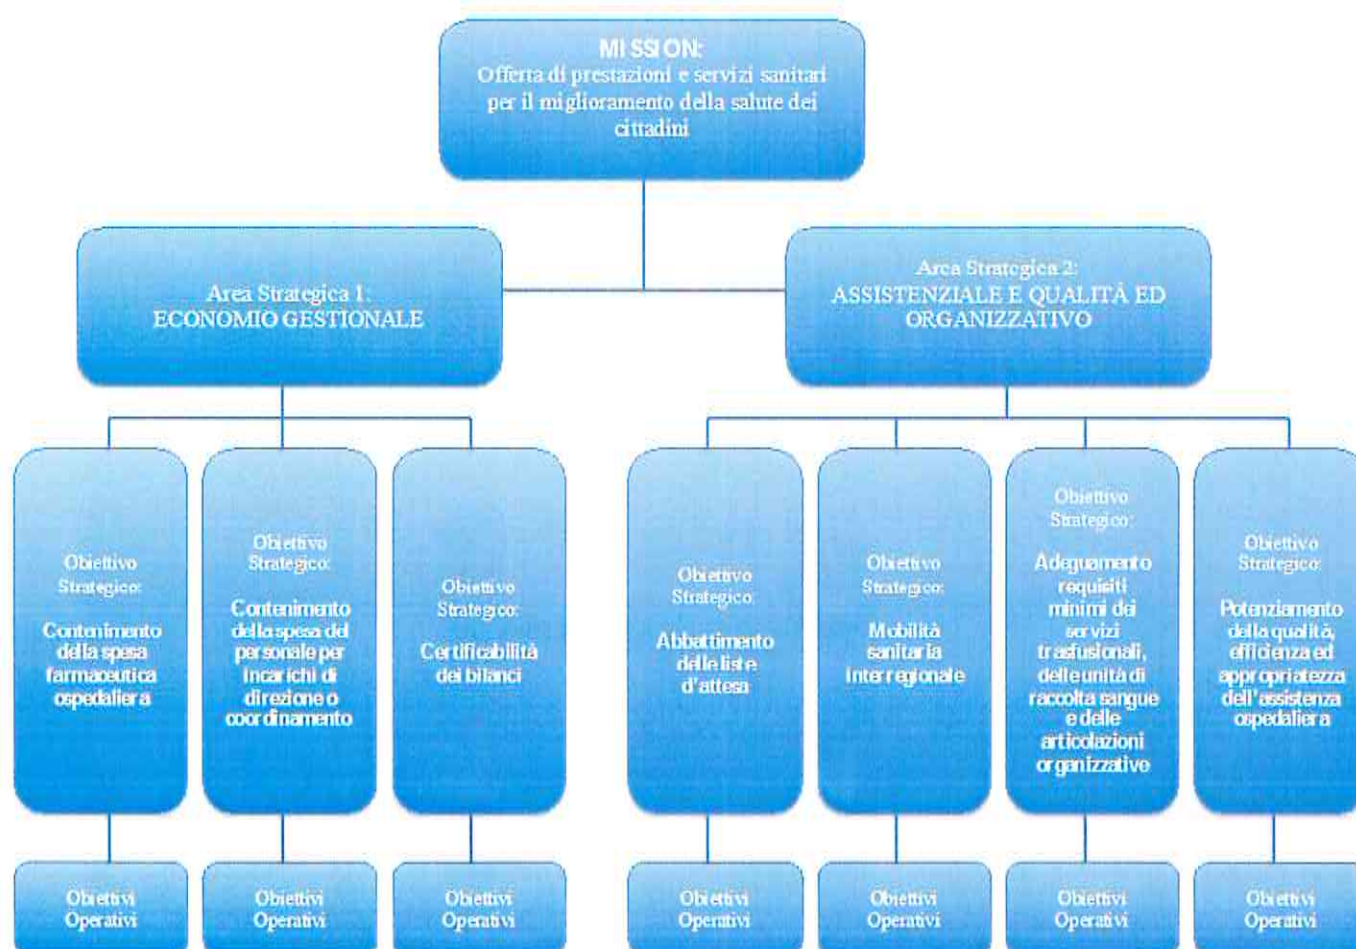 MISSION:
Offerta di prestazioni e servizi sanitari
per il miglioramento della salute dei
cittadini
Area Strategica 1:
ECONOMIO GESTIONALE
Area Strategica 2:
ASSISTENZIALE E QUALITÀ ED
ORGANIZZATIVO
Obiettivo
Strategico:
Contenimento
della spesa
farmaceutica
ospedaliera
Obiettivo
Strategico:
Contenimento
della spesa del
personale per
incarichi di
direzione o
coordinamento
Obiettivo
Strategico:
Certificabilità
dei bilanci
Obiettivo
Strategico:
Abbattimento
delle liste
d'attesa
Obiettivo
Strategico:
Mobilità
sanitaria
interregionale
Obiettivo
Strategico:
Adeguamento
requisiti
minimi dei
servizi
trasfusionali,
delle unità di
raccolta sangue
e delle
articolazioni
organizzativo
Obiettivo
Strategico:
Potenziamento
della qualità,
efficienza ed
appropriatezza
dell'assistenza
ospedaliera
Obiettivi
Operativi
Obiettivi
Operativi
Obiettivi
Operativi
Obiettivi
Operativi
Obiettivi
Operativi
Obiettivi
Operativi
Obiettivi
Operativi